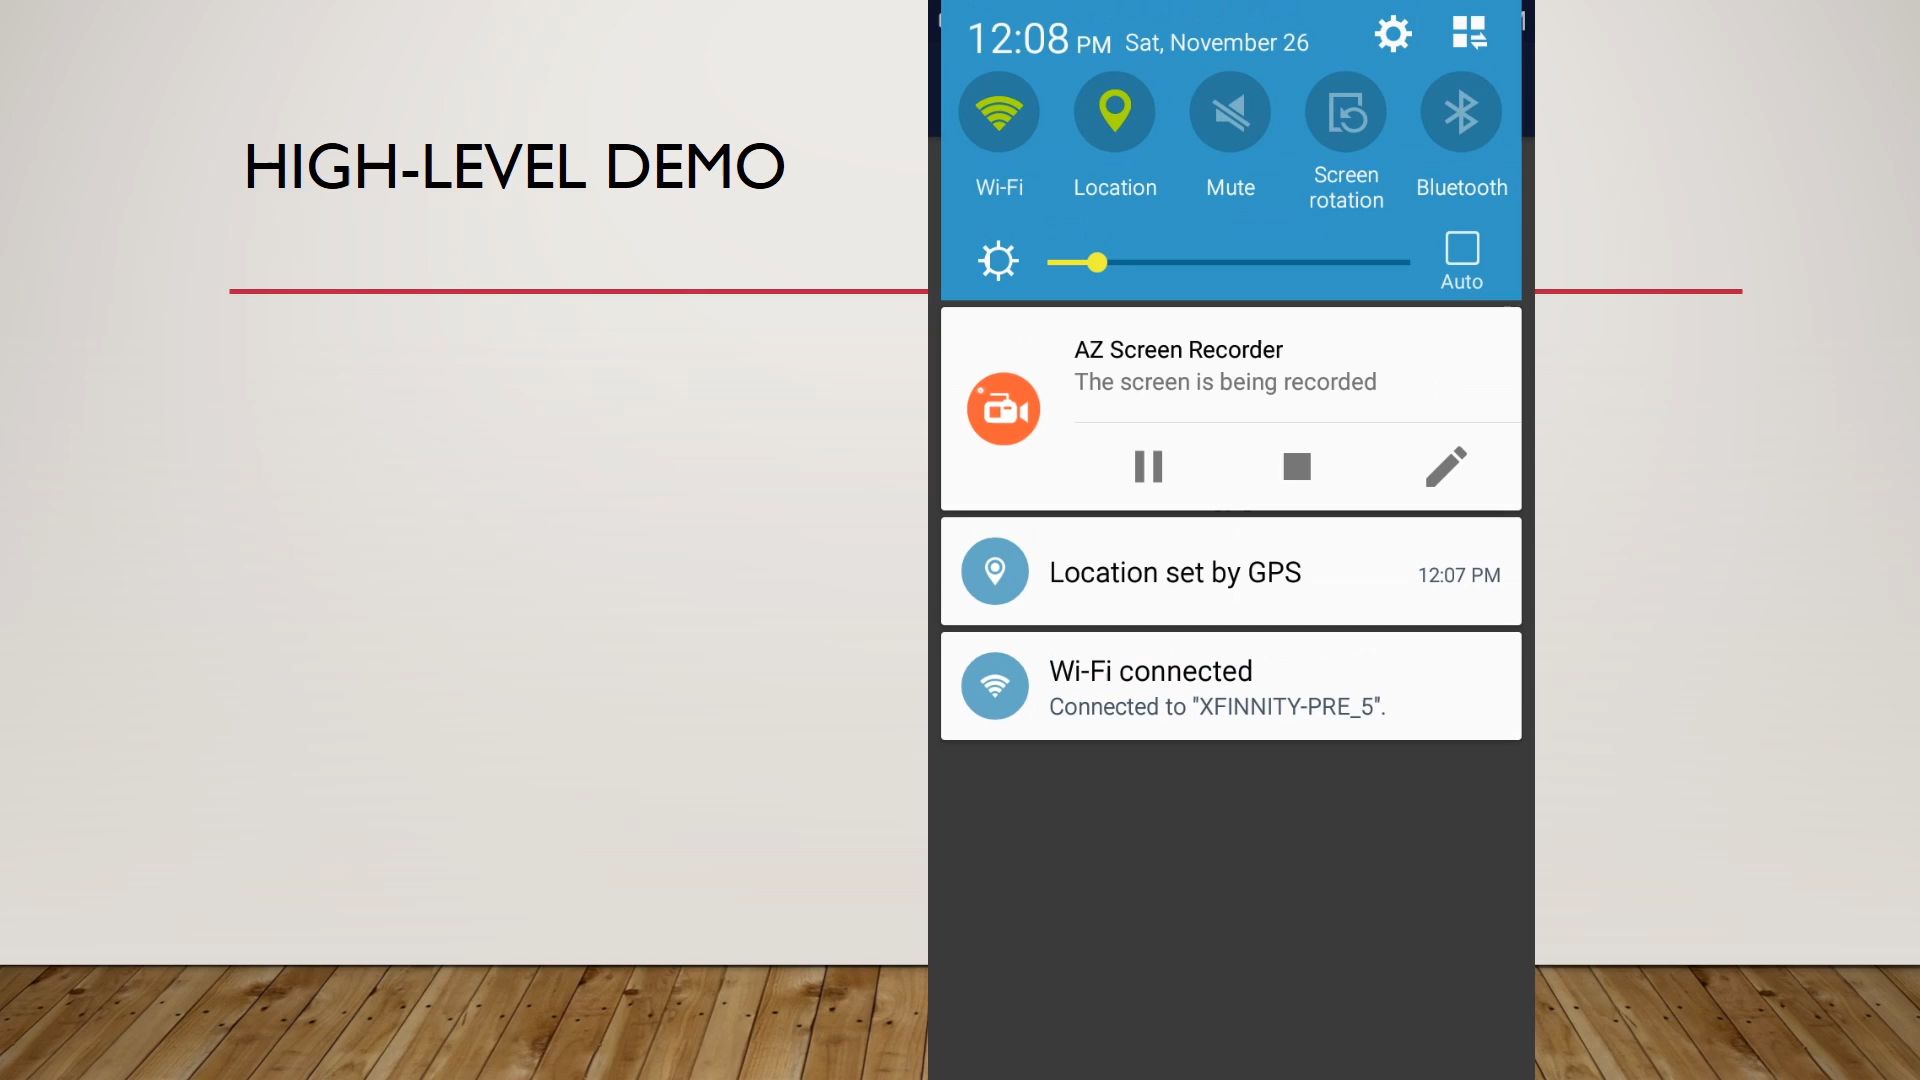 HIGH-LEVEL DEMO
12:08 PM Sat, November 26
Wi-Fi
Location
Mute
Screen
rotation
Bluetooth
Auto
AZ Screen Recorder
The screen is being recorded
Location set by GPS
12:07 PM
Wi-Fi connected
Connected to "XFINNITY-PRE_5".